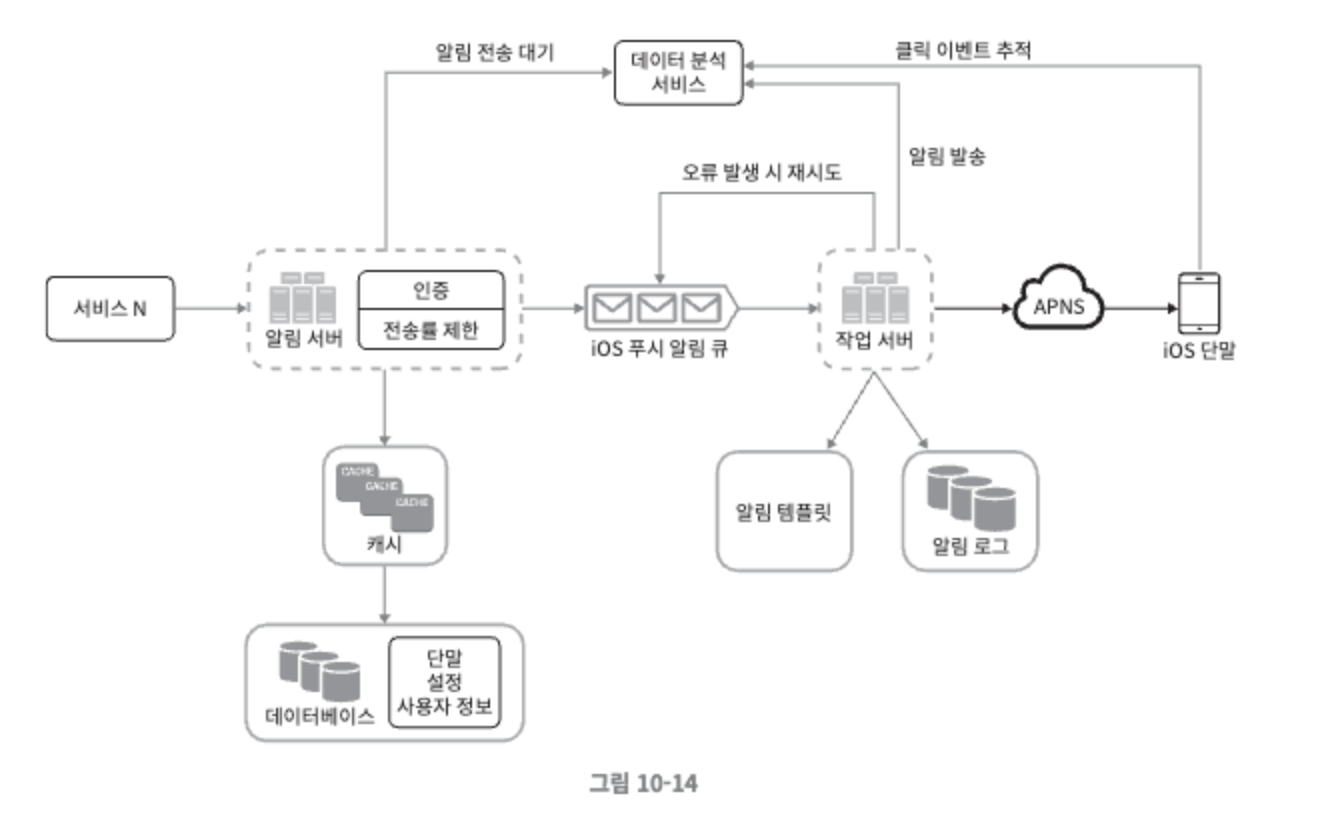 알림 전송 대기
데이터 분석
서비스
클릭 이벤트 추적
알림 발송
오류 발생 시 재시도
서비스 N
알림 서버
인증
전송률 제한
iOS 푸시 알림 큐
작업 서버
APNS
iOS 단말
CACHE
CACHE
CACHE
캐시
알림 템플릿
알림 로그
데이터베이스
단말
설정
사용자 정보
그림 10-14